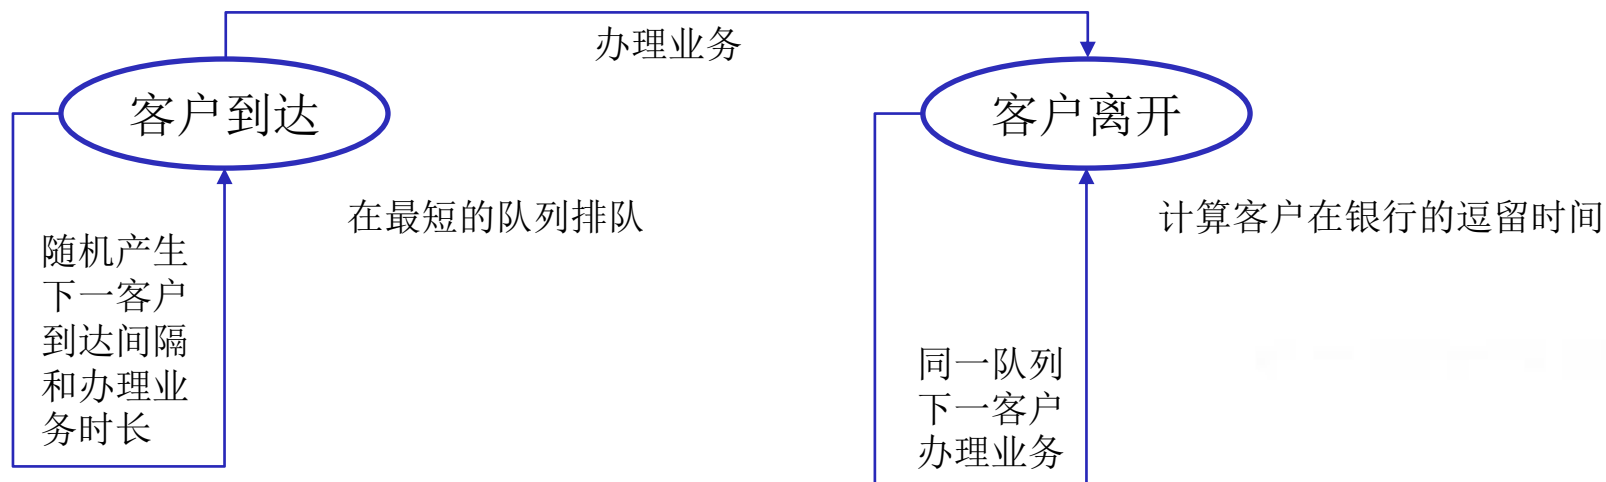 办理业务
客户到达
客户离开
在最短的队列排队
计算客户在银行的逗留时间
随机产生
下一客户
到达间隔
和办理业
务时长
同一队列
下一客户
办理业务